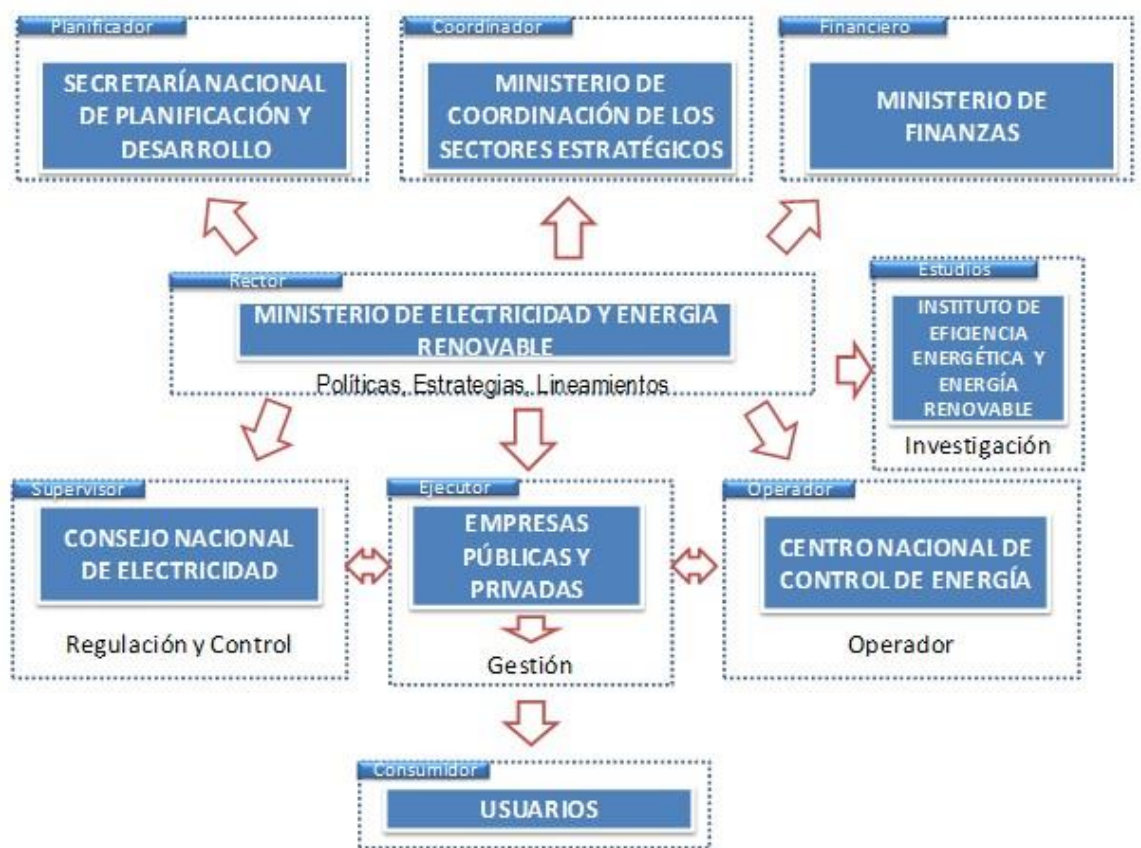 Planificador
SECRETARÍA NACIONAL
DE PLANIFICACIÓN Y
DESARROLLO
Coordinador
MINISTERIO DE
COORDINACIÓN DE LOS
SECTORES ESTRATÉGICOS
Financiero
MINISTERIO DE
FINANZAS
Rector
MINISTERIO DE ELECTRICIDAD Y ENERGÍA
RENOVABLE
Políticas, Estrategias, Lineamientos
Estudios
INSTITUTO DE
EFICIENCIA
ENERGÉTICA Y
ENERGÍA
RENOVABLE
Investigación
Supervisor
CONSEJO NACIONAL
DE ELECTRICIDAD
Regulación y Control
Ejecutor
EMPRESAS
PÚBLICAS Y
PRIVADAS
Gestión
Operador
CENTRO NACIONAL DE
CONTROL DE ENERGÍA
Operador
Consumidor
USUARIOS